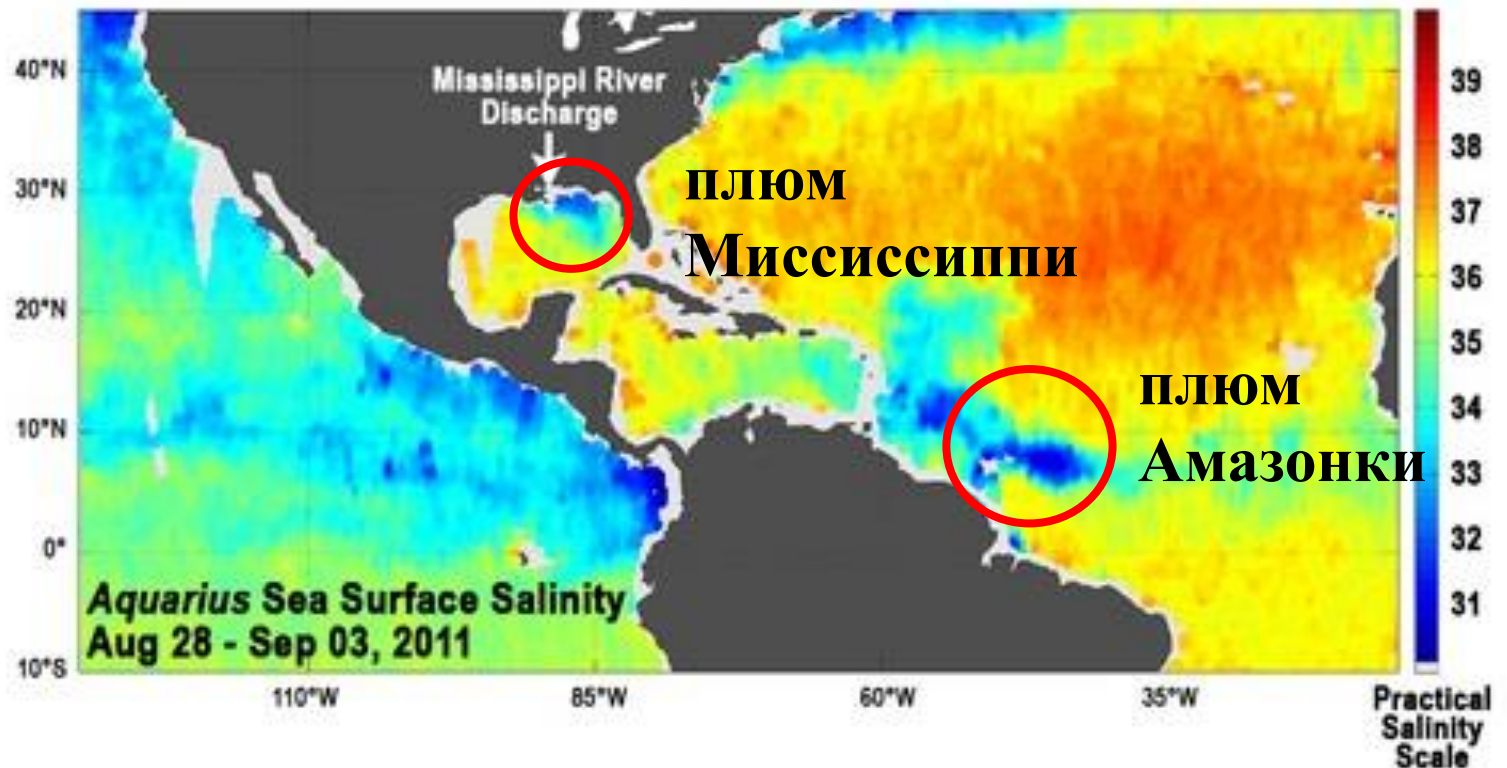 40°N
30°N
20°N
10°N
0°
10°S
Mississippi River
Discharge
плюм
Миссиссиппи
плюм
Амазонки
Aquarius Sea Surface Salinity
Aug 28 - Sep 03, 2011
110°W
85°W
60°W
35°W
39
38
37
36
35
34
33
32
31
Practical
Salinity
Scale